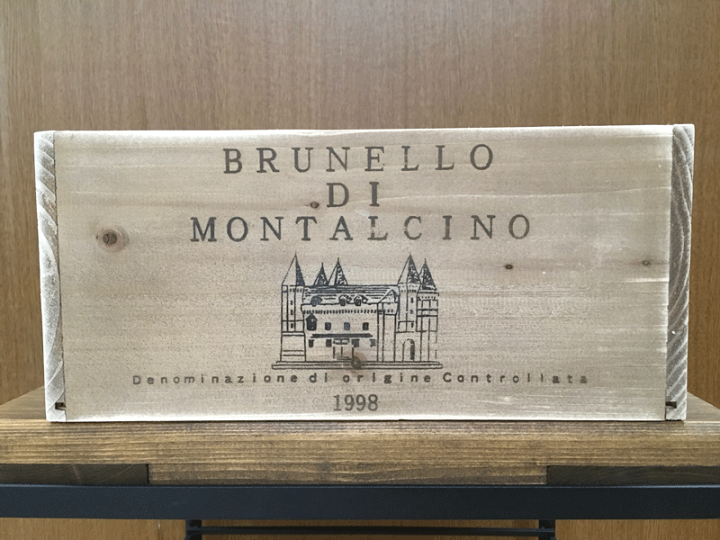 BRUNELLO
DI
MONTALCINO
Denominazione di origine Controllata
1998